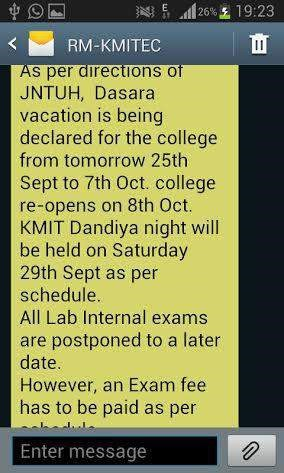 E
26%
19:23
RM-KMITEC
As per directions of
JNTUH, Dasara
vacation is being
declared for the college
from tomorrow 25th
Sept to 7th Oct. college
re-opens on 8th Oct.
KMIT Dandiya night will
be held on Saturday
29th Sept as per
schedule.
All Lab Internal exams
are postponed to a later
date.
However, an Exam fee
has to be paid as per
schedule
Enter message